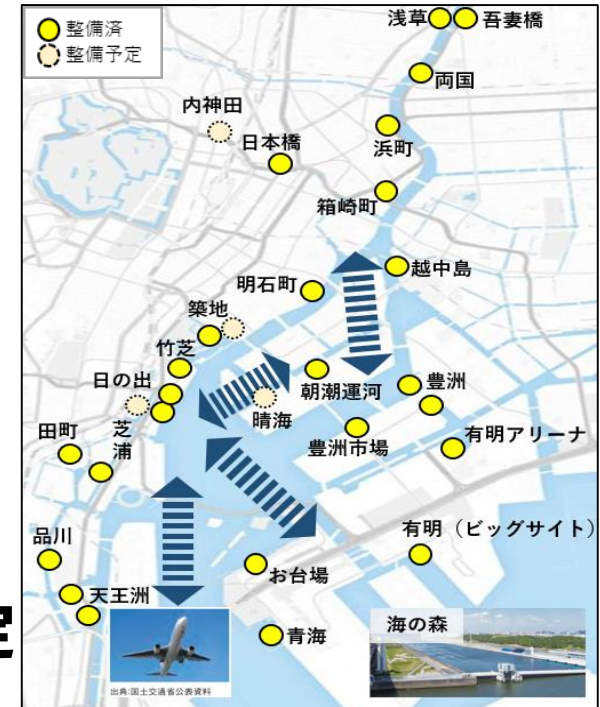 整備済
整備予定
浅草
吾妻橋
両国
内神田
日本橋
浜町
箱崎町
越中島
明石町
築地
竹芝
日の出
朝潮運河
豊洲
晴海
芝
浦
田町
豊洲市場
有明アリーナ
品川
有明（ビッグサイト）
お台場
天王洲
定
海の森
青海
出典:国土交通省公表資料